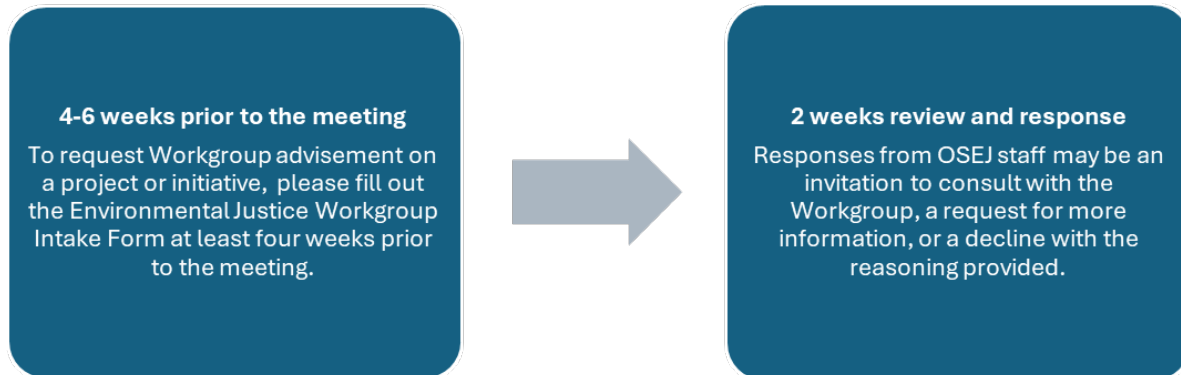 4-6 weeks prior to the meeting
To request Workgroup advisement on
a project or initiative, please fill out
the Environmental Justice Workgroup
Intake Form at least four weeks prior
to the meeting.
2 weeks review and response
Responses from OSEJ staff may be an
invitation to consult with the
Workgroup, a request for more
information, or a decline with the
reasoning provided.